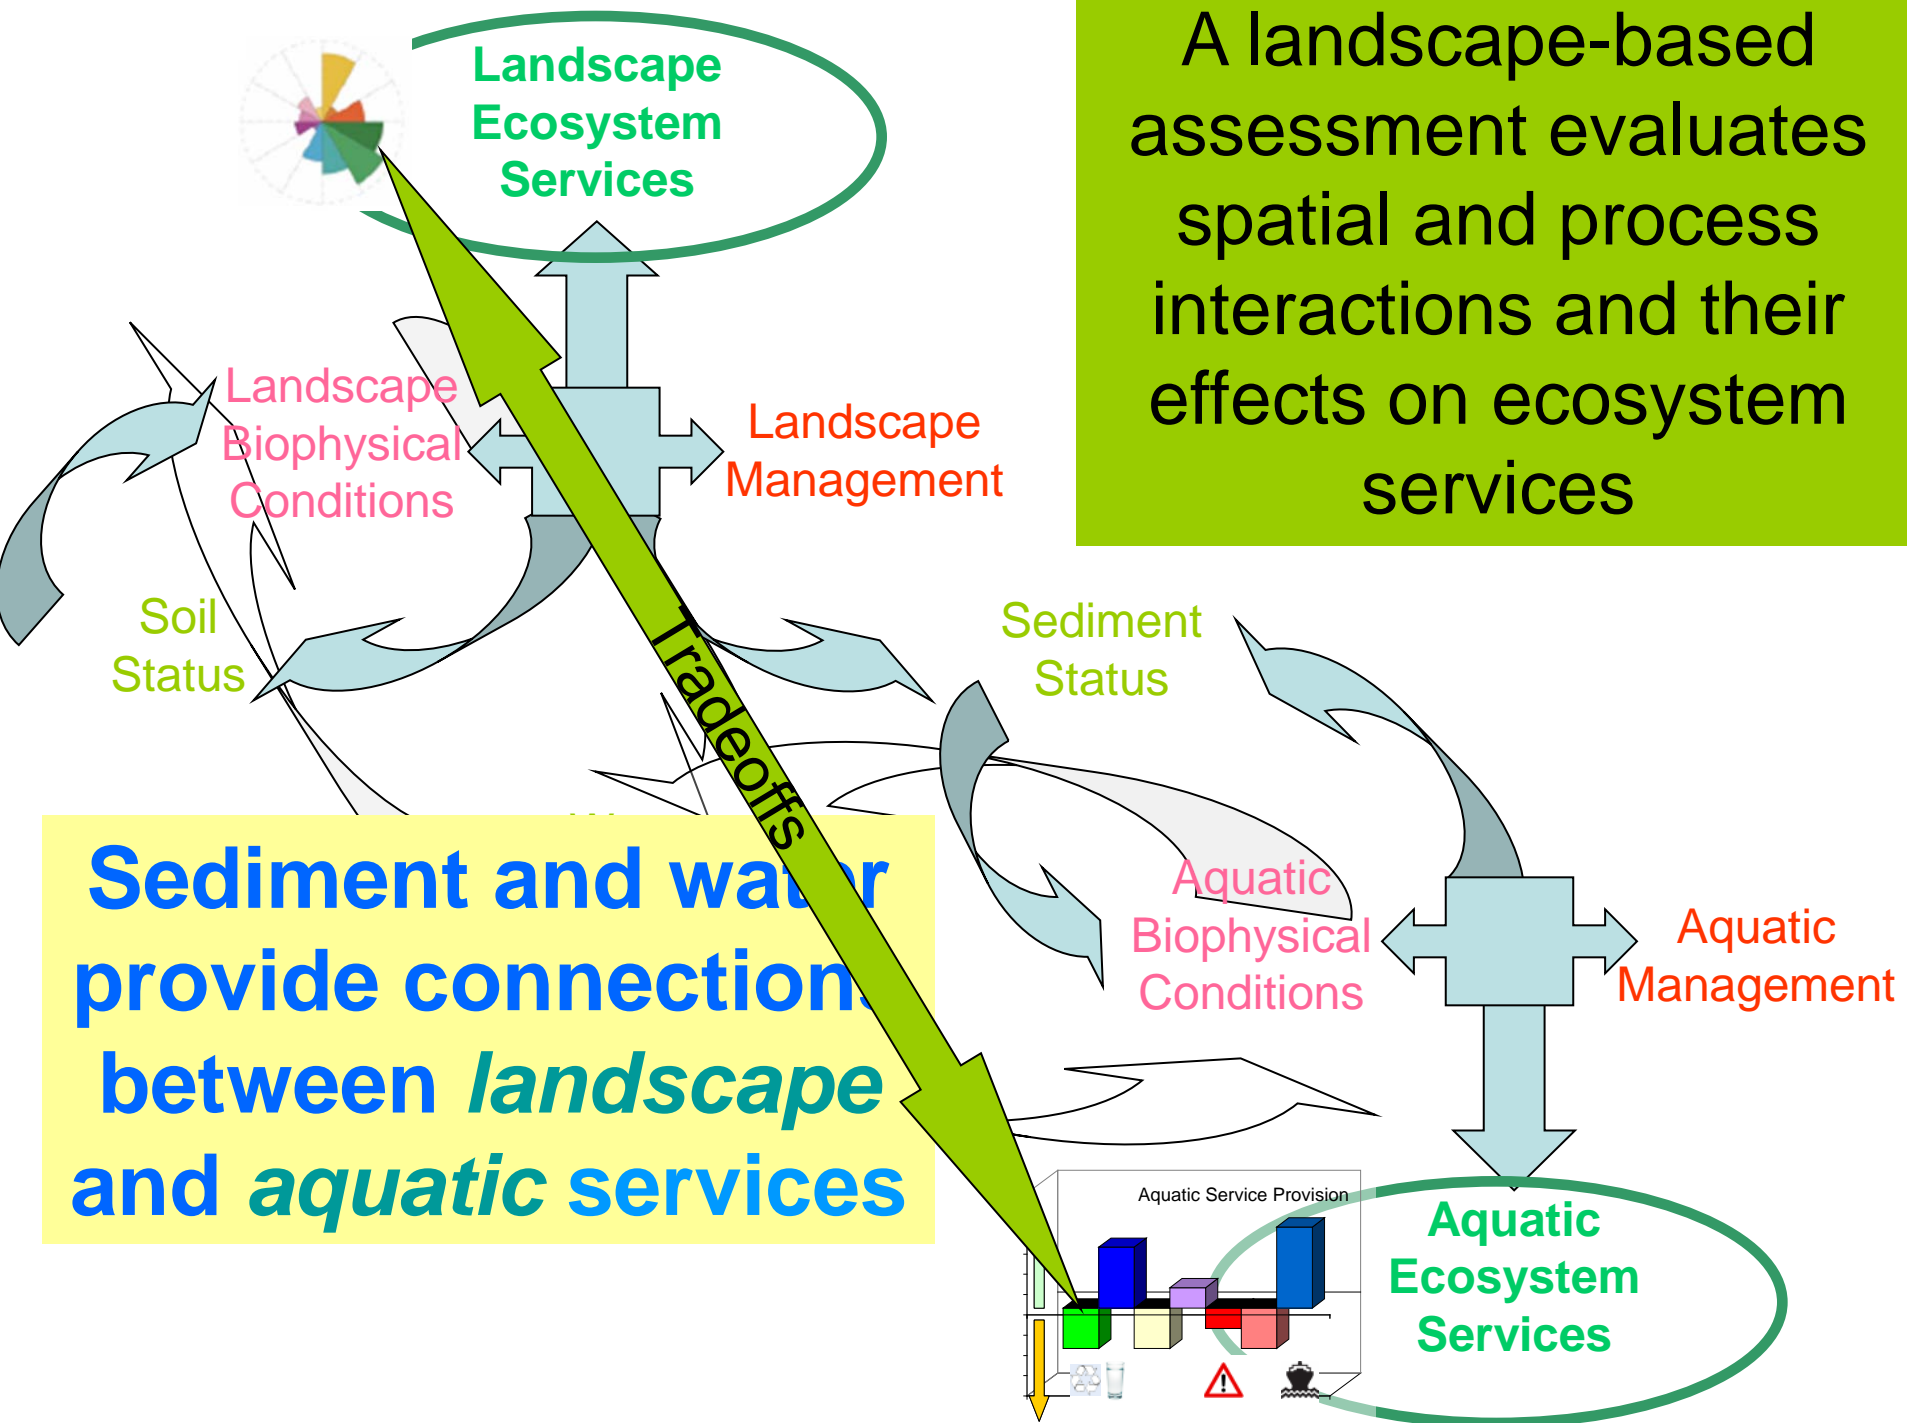 Landscape
Ecosystem
Services
A landscape-based
assessment evaluates
spatial and process
interactions and their
effects on ecosystem
services
Landscape
Biophysical
Conditions
Landscape
Management
Soil
Status
Sediment
Status
Tradeoffs
Sediment and water
provide connections
between landscape
and aquatic services
Aquatic
Biophysical
Conditions
Aquatic
Management
Aquatic Service Provision
Aquatic
Ecosystem
Services